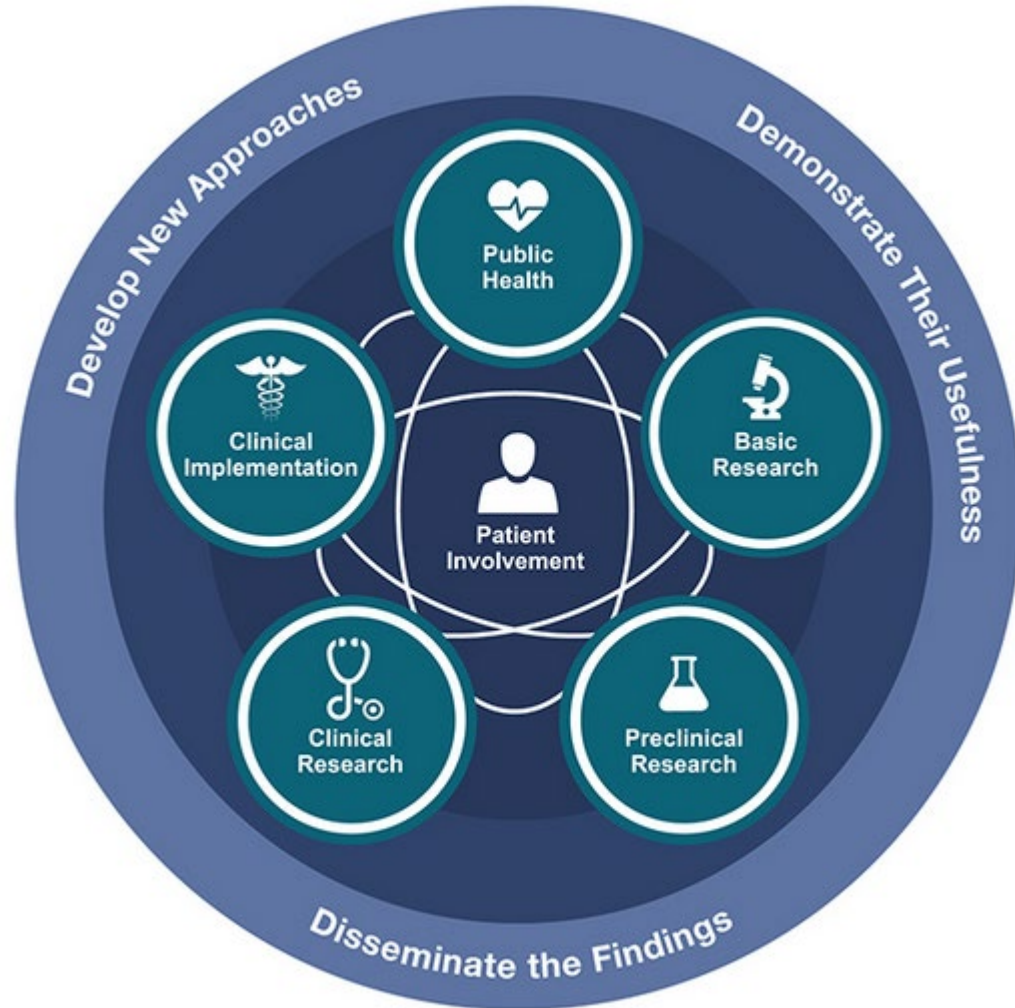 Develop New Approaches
Demonstrate Their Usefulness
Public
Health
Clinical
Implementation
Basic
Research
Patient
Involvement
Clinical
Research
Preclinical
Research
Disseminate the Findings